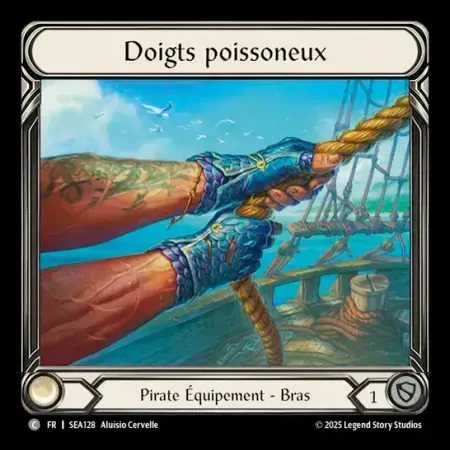 Doigts poissoneux
Pirate Équipement - Bras
1
C FR | SEA128 Aluisio Cervelle
© 2025 Legend Story Studios